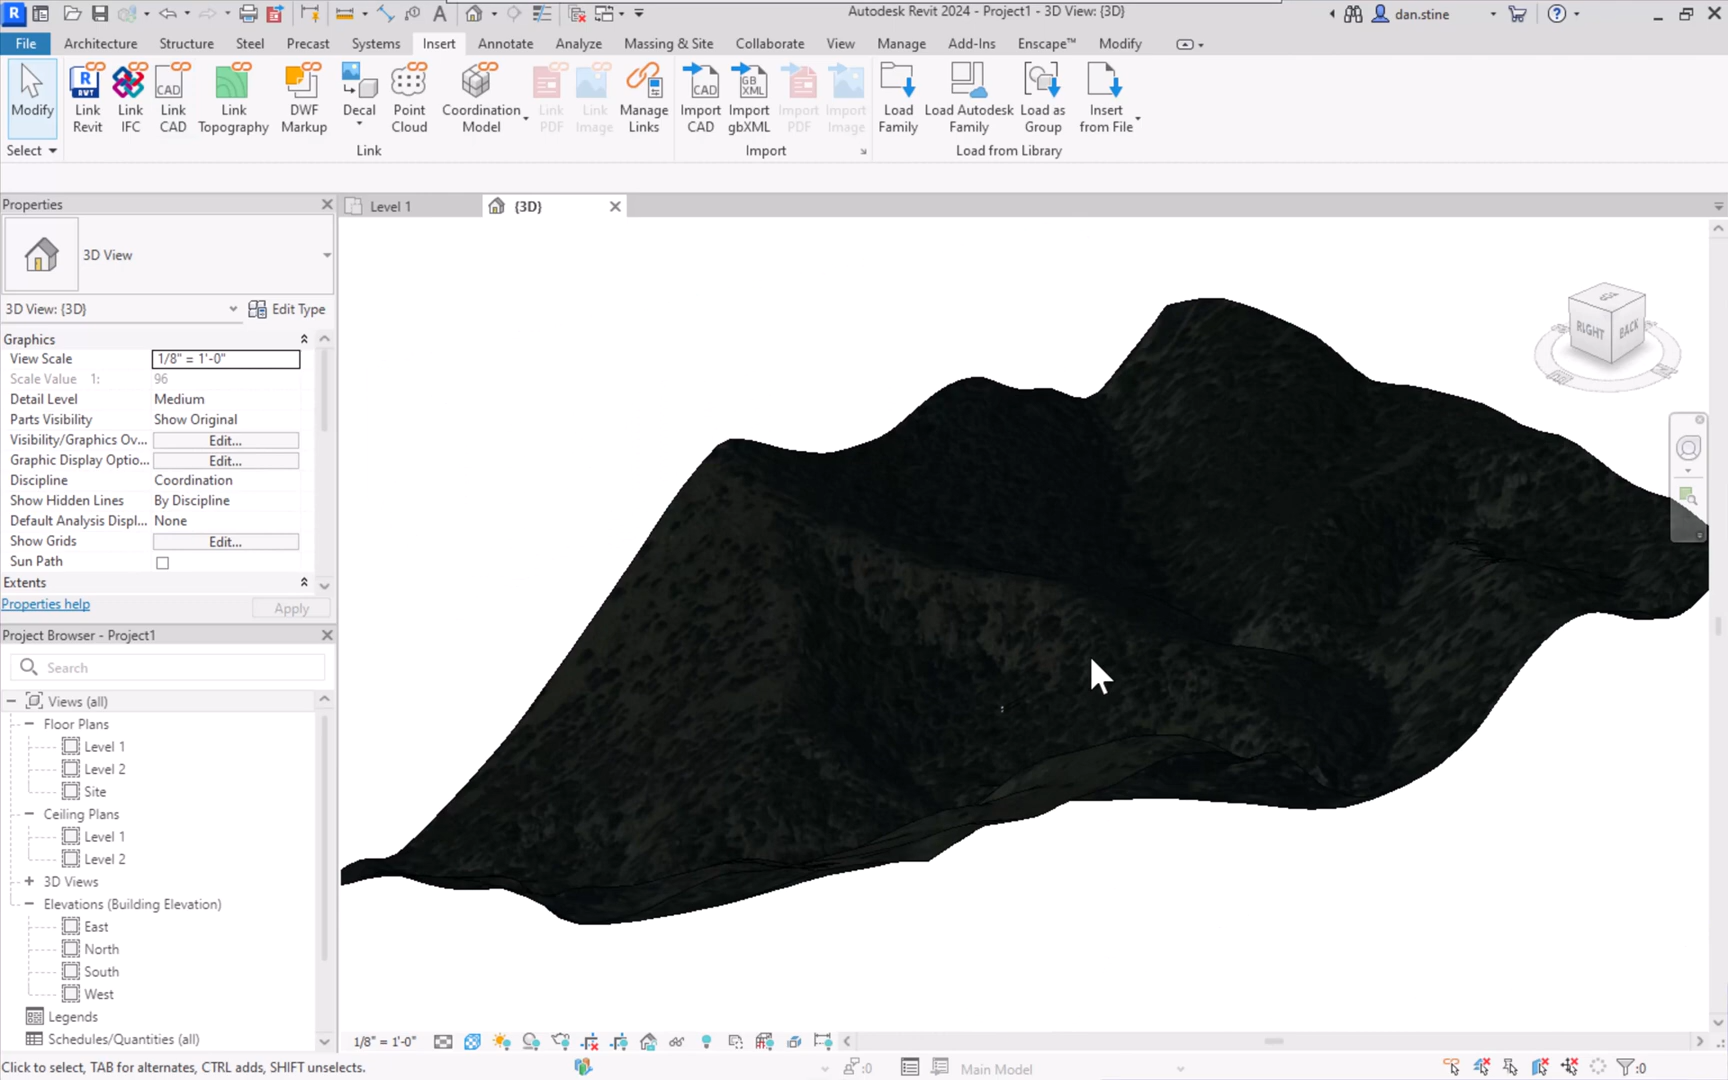 Autodesk Revit 2024 - Project1 - 3D View: {3D}
dan.stine
File Architecture Structure Steel Precast Systems Insert Annotate Analyze Massing & Site Collaborate View Manage Add-Ins Enscape™ Modify
Modify
Link Revit
Link IFC
Link CAD
Link Topography
DWF Markup
Decal
Point Cloud
Coordination Model
Link PDF
Link Image
Manage Links
Import CAD
Import gbXML
Import PDF
Import Image
Load Family
Load Autodesk Family
Load as Group
Insert from File
Select
Link
Import
Load from Library
Properties
Level 1
{3D}
3D View
3D View: {3D}
Edit Type
Graphics
View Scale 1/8" = 1'-0"
Scale Value 1: 96
Detail Level Medium
Parts Visibility Show Original
Visibility/Graphics Ov... Edit...
Graphic Display Optio... Edit...
Discipline Coordination
Show Hidden Lines By Discipline
Default Analysis Displ... None
Show Grids Edit...
Sun Path
Extents
Properties help
Apply
Project Browser - Project1
Search
Views (all)
Floor Plans
Level 1
Level 2
Site
Ceiling Plans
Level 1
Level 2
3D Views
Elevations (Building Elevation)
East
North
South
West
Legends
Schedules/Quantities (all)
RIGHT
BACK
1/8" = 1'-0"
Click to select, TAB for alternates, CTRL adds, SHIFT unselects.
:0
Main Model
:0